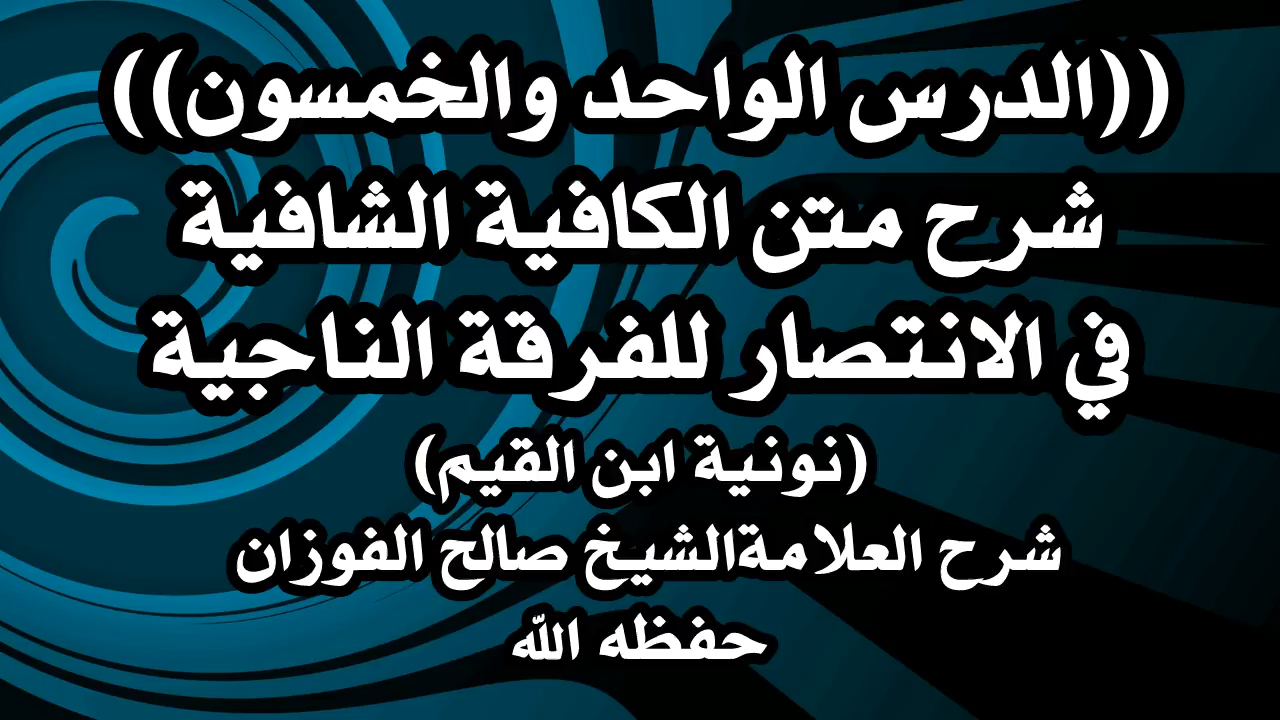 ((الدرس الواحد والخمسون))
شرح متن الكافية الشافية
في الانتصار للفرقة الناجية
(نونية ابن القيم)
شرح العلامةالشيخ صالح الفوزان
حفظه الله